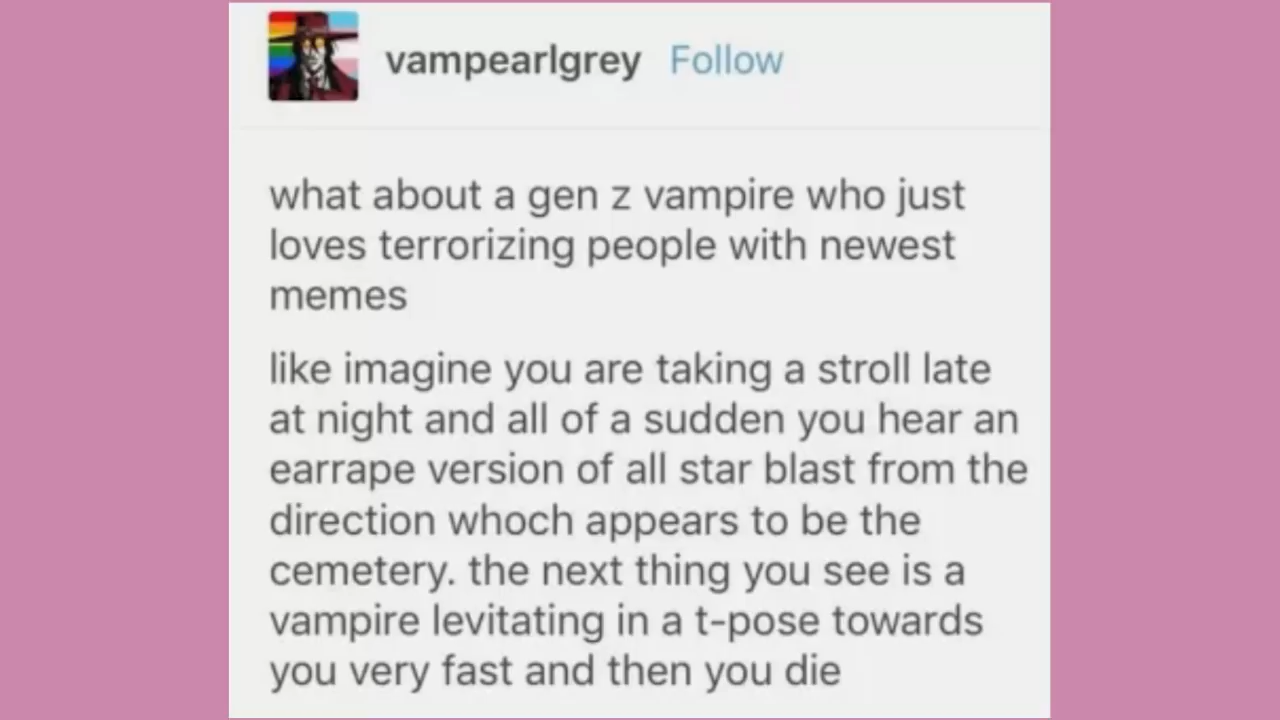 vampearlgrey Follow
what about a gen z vampire who just
loves terrorizing people with newest
memes
like imagine you are taking a stroll late
at night and all of a sudden you hear an
earrape version of all star blast from the
direction whoch appears to be the
cemetery. the next thing you see is a
vampire levitating in a t-pose towards
you very fast and then you die